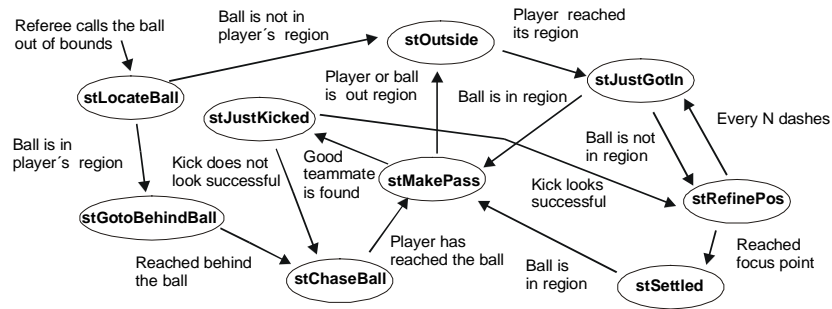 Referee calls the ball
out of bounds
Ball is not in
player´s region
stOutside
Player reached
its region
stLocateBall
stJustGotIn
Player or ball
is out region
Ball is in region
stJustKicked
Every N dashes
Ball is in
player´s region
Kick does not
look successful
Good
teammate
is found
stMakePass
Ball is not
in region
Kick looks
successful
stRefinePos
stGotoBehindBall
Reached behind
the ball
Player has
reached the ball
stChaseBall
Ball is
in region
Reached
focus point
stSettled